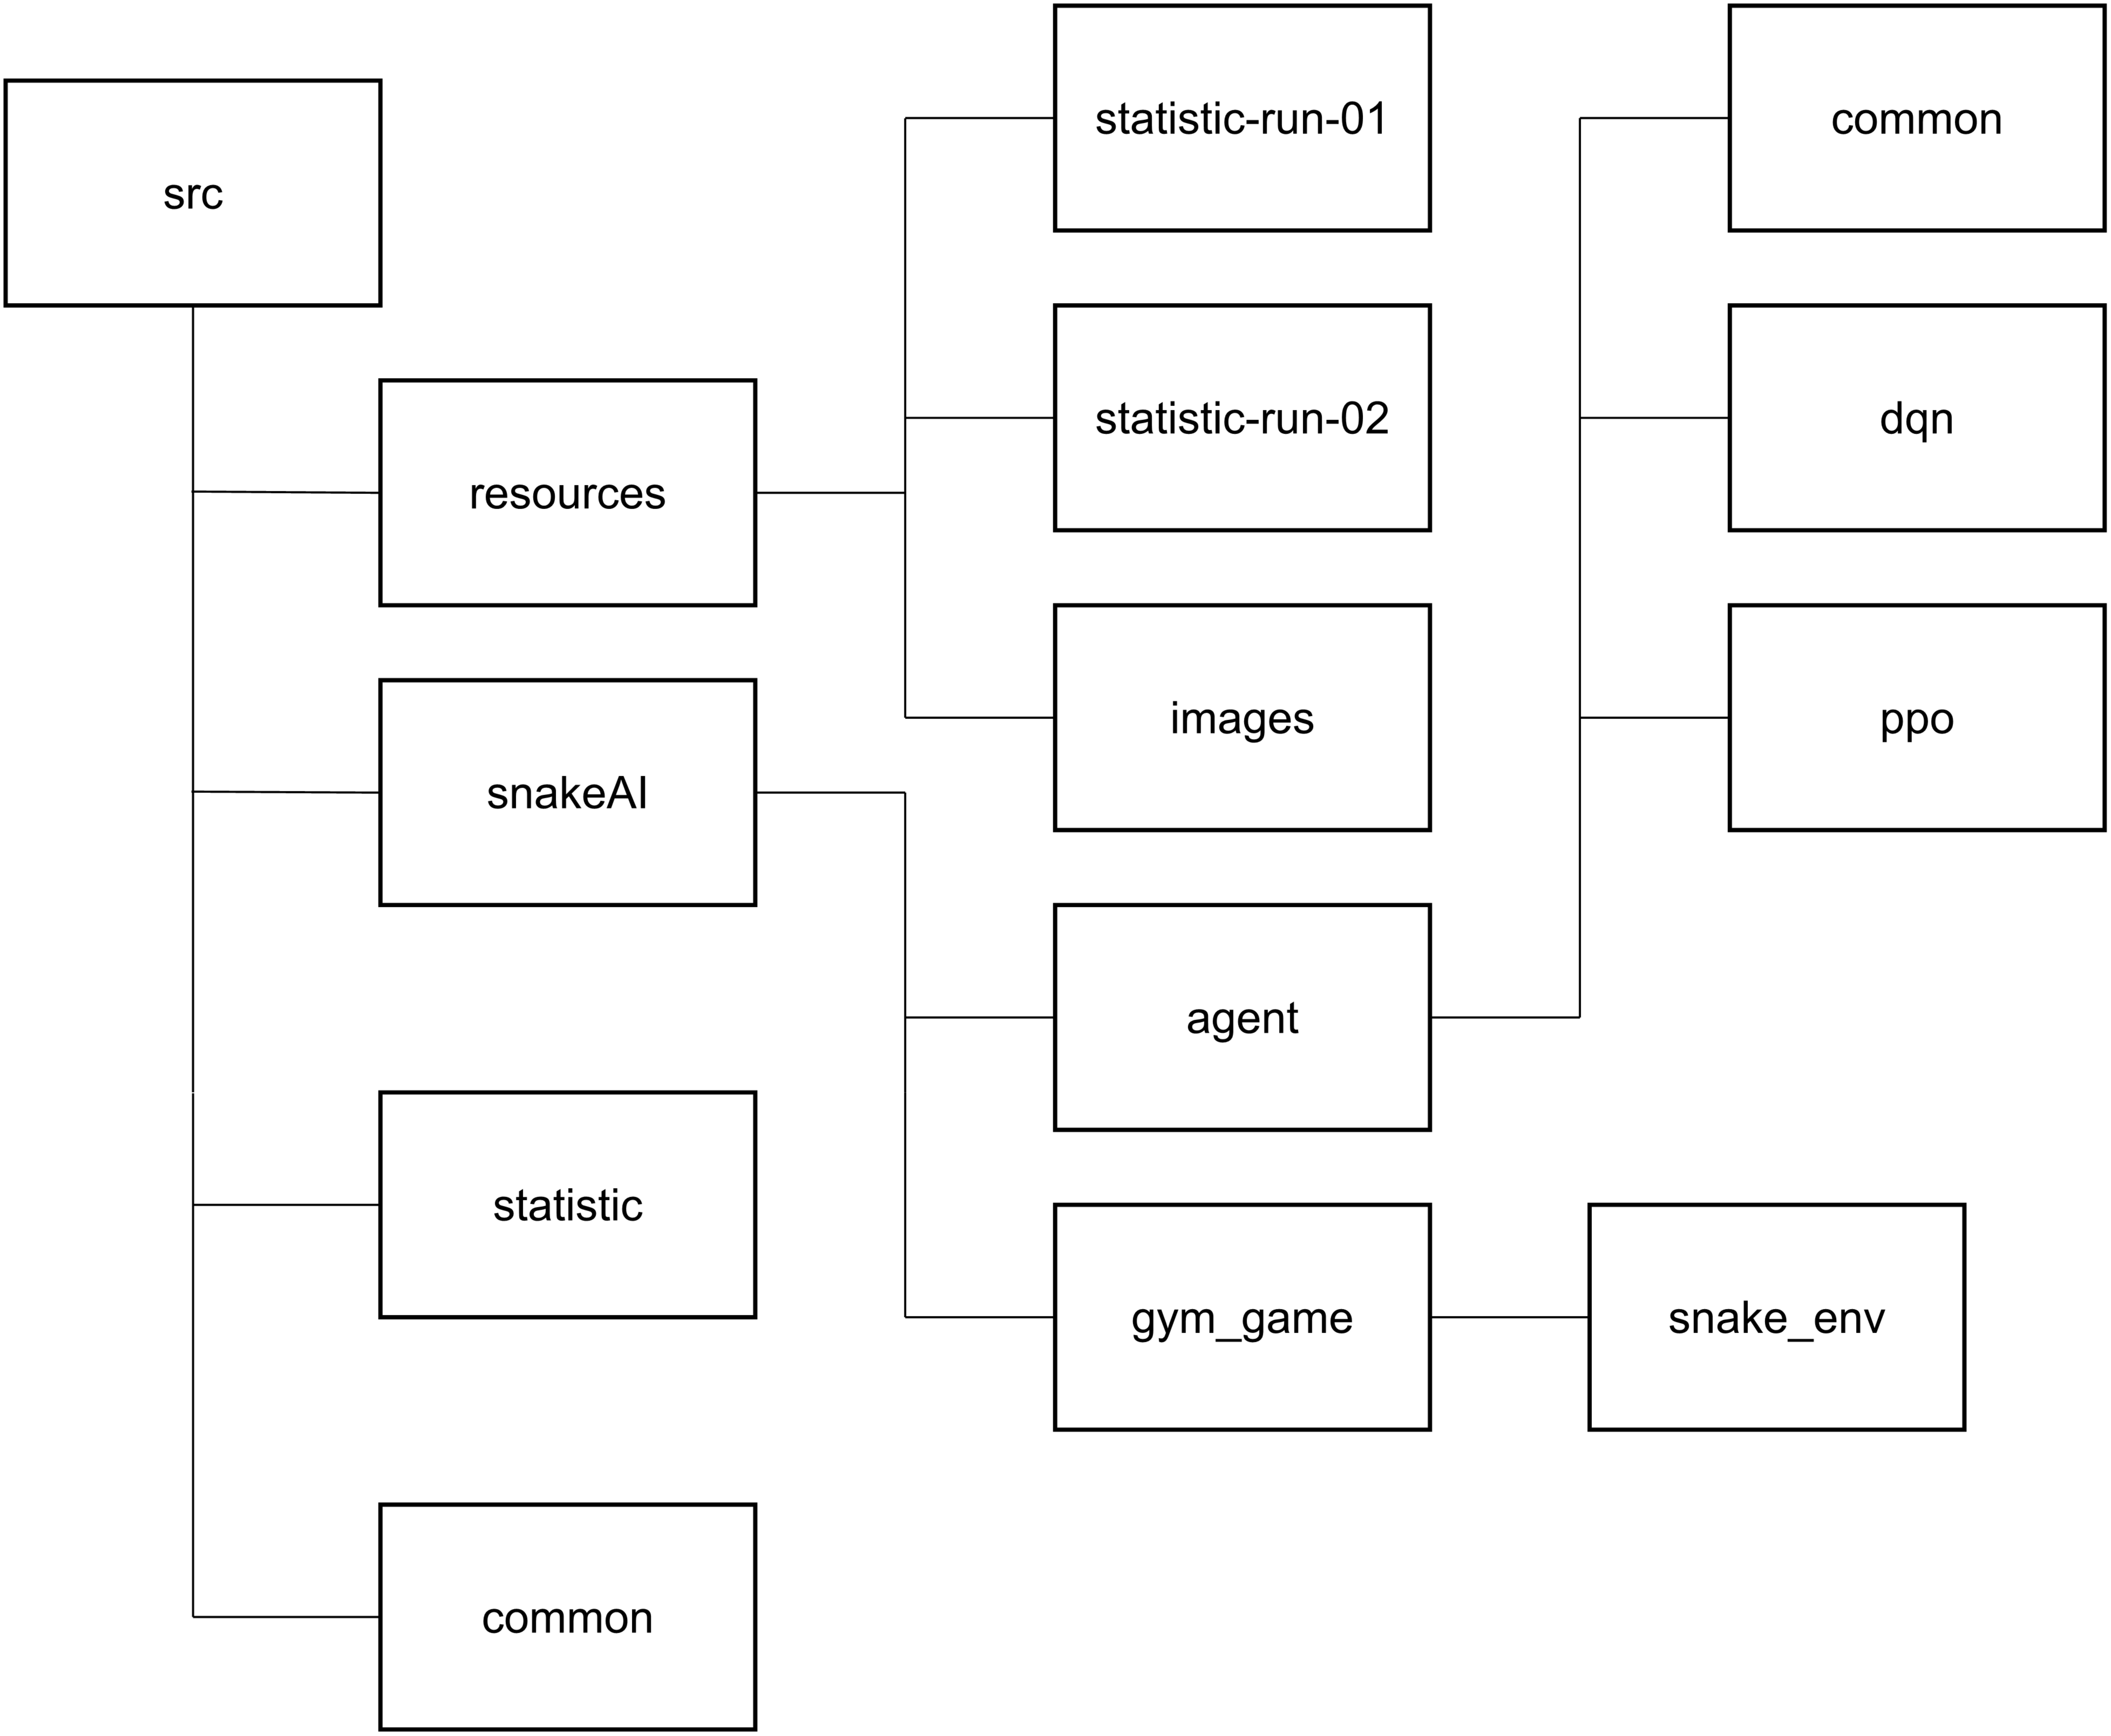 src
resources
statistic-run-01
statistic-run-02
images
snakeAI
agent
common
dqn
ppo
gym_game
snake_env
statistic
common